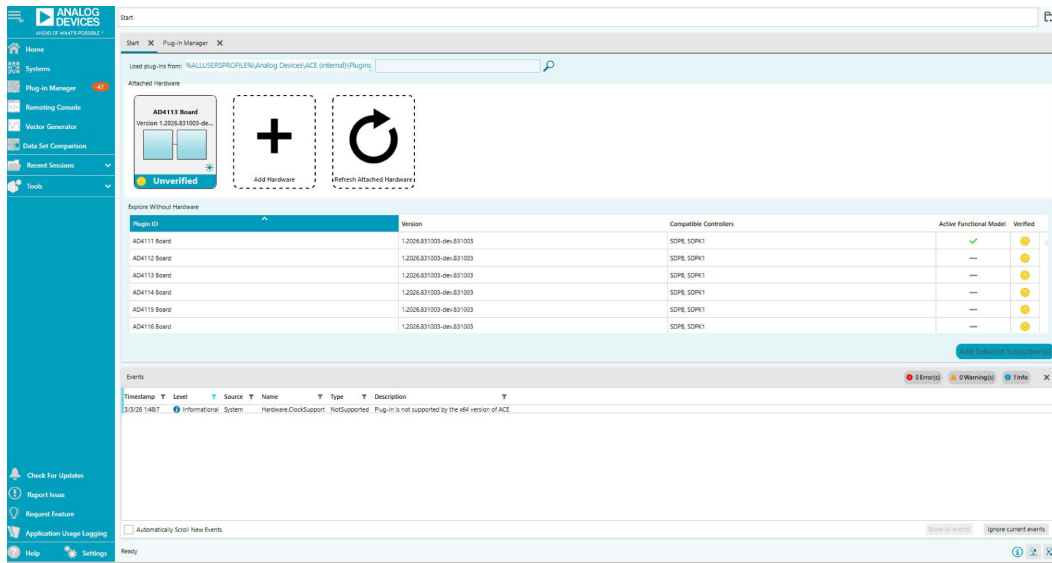 ANALOG
DEVICES
AHEAD OF WHAT'S POSSIBLE™
Start
Home
Systems
Plug-in Manager 47
Remoting Console
Vector Generator
Data Set Comparison
Recent Sessions
Tools
Start X Plug-in Manager X
Load plug-ins from: %ALLUSERSPROFILE%\Analog Devices\ACE (internal)\Plugins
Attached Hardware
AD4113 Board
Version 1.2026.831003-de...
Unverified
Add Hardware
Refresh Attached Hardware
Explore Without Hardware
Plugin ID Version Compatible Controllers Active Functional Model Verified
AD4111 Board 1.2026.831003-dev.831003 SDPB, SDPK1
AD4112 Board 1.2026.831003-dev.831003 SDPB, SDPK1
AD4113 Board 1.2026.831003-dev.831003 SDPB, SDPK1
AD4114 Board 1.2026.831003-dev.831003 SDPB, SDPK1
AD4115 Board 1.2026.831003-dev.831003 SDPB, SDPK1
AD4116 Board 1.2026.831003-dev.831003 SDPB, SDPK1
Add Selected Subsystem(s)
Events 0 Error(s) 0 Warning(s) 1 Info X
Timestamp Level Source Name Type Description
3/3/26 1:48:7 Informational System Hardware.ClockSupport NotSupported Plug-in is not supported by the x64 version of ACE
Automatically Scroll New Events Show all events Ignore current events
Check For Updates
Report Issue
Request Feature
Application Usage Logging
Help Settings
Ready